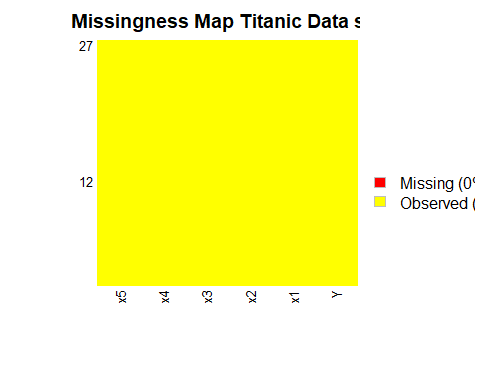 Missingness Map Titanic Data s
27
12
Missing (0%
Observed (
x5
x4
x3
x2
x1
Y